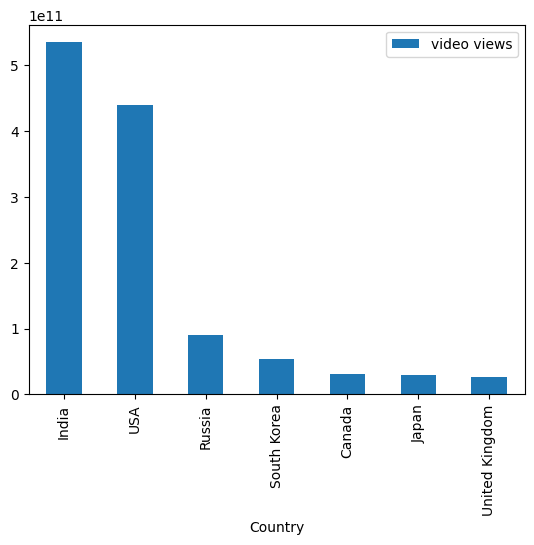 1e11
video views
5
4
3
2
1
0
India
USA
Russia
South Korea
Canada
Japan
United Kingdom
Country